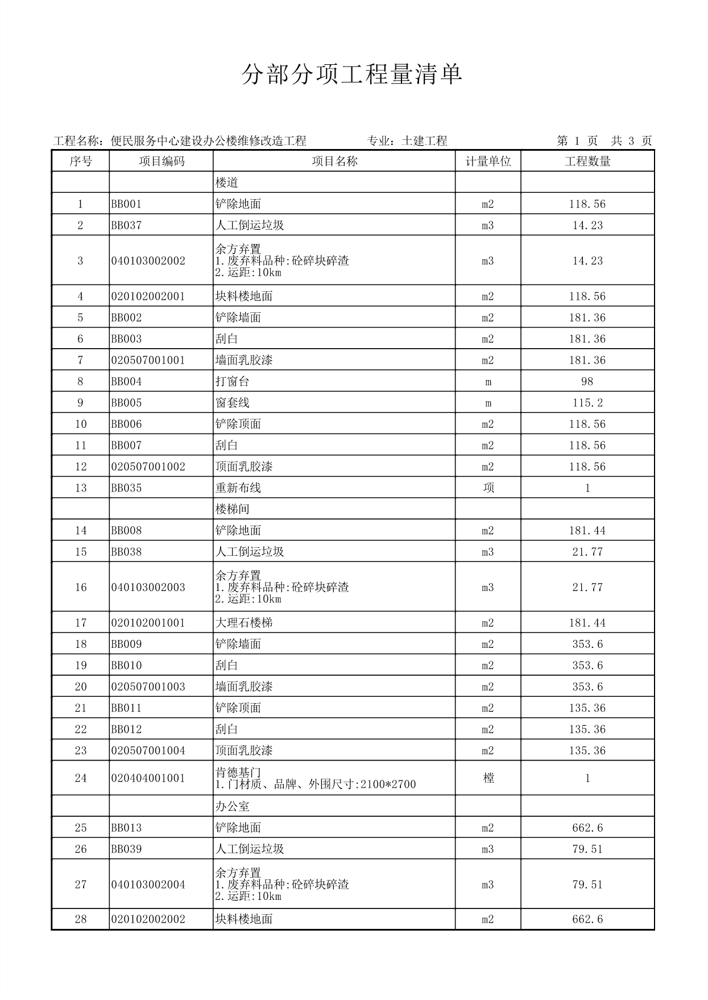 分部分项工程量清单
工程名称：便民服务中心建设办公楼维修改造工程 专业：土建工程 第 1 页 共 3 页
序号 项目编码 项目名称 计量单位 工程数量
楼道
1 BB001 铲除地面 m2 118.56
2 BB037 人工倒运垃圾 m3 14.23
3 040103002002 余方弃置
1.废弃料品种:砼碎块碎渣
2.运距:10km
m3 14.23
4 020102002001 块料楼地面 m2 118.56
5 BB002 铲除墙面 m2 181.36
6 BB003 刮白 m2 181.36
7 020507001001 墙面乳胶漆 m2 181.36
8 BB004 打窗台 m 98
9 BB005 窗套线 m 115.2
10 BB006 铲除顶面 m2 118.56
11 BB007 刮白 m2 118.56
12 020507001002 顶面乳胶漆 m2 118.56
13 BB035 重新布线 项 1
楼梯间
14 BB008 铲除地面 m2 181.44
15 BB038 人工倒运垃圾 m3 21.77
16 040103002003 余方弃置
1.废弃料品种:砼碎块碎渣
2.运距:10km
m3 21.77
17 020102001001 大理石楼梯 m2 181.44
18 BB009 铲除墙面 m2 353.6
19 BB010 刮白 m2 353.6
20 020507001003 墙面乳胶漆 m2 353.6
21 BB011 铲除顶面 m2 135.36
22 BB012 刮白 m2 135.36
23 020507001004 顶面乳胶漆 m2 135.36
24 020404001001 肯德基门
1.门材质、品牌、外围尺寸:2100*2700
樘 1
办公室
25 BB013 铲除地面 m2 662.6
26 BB039 人工倒运垃圾 m3 79.51
27 040103002004 余方弃置
1.废弃料品种:砼碎块碎渣
2.运距:10km
m3 79.51
28 020102002002 块料楼地面 m2 662.6